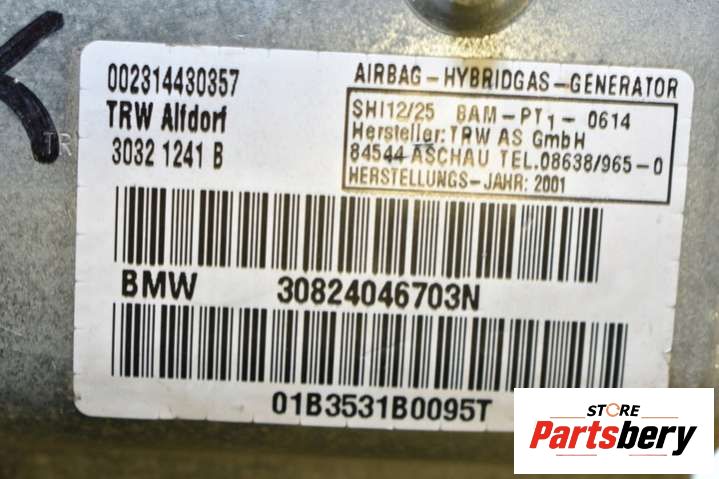 002314430357
TRW Alfdorf
3032 1241 B
AIRBAG-HYBRIDGAS-GENERATOR
SHI12/25 BAM-PT1-0614
Hersteller: TRW AS GmbH
84544 ASCHAU TEL.08638/965-0
HERSTELLUNGS-JAHR: 2001
BMW 30824046703N
01B3531B0095T
TR
STORE
Partsbery